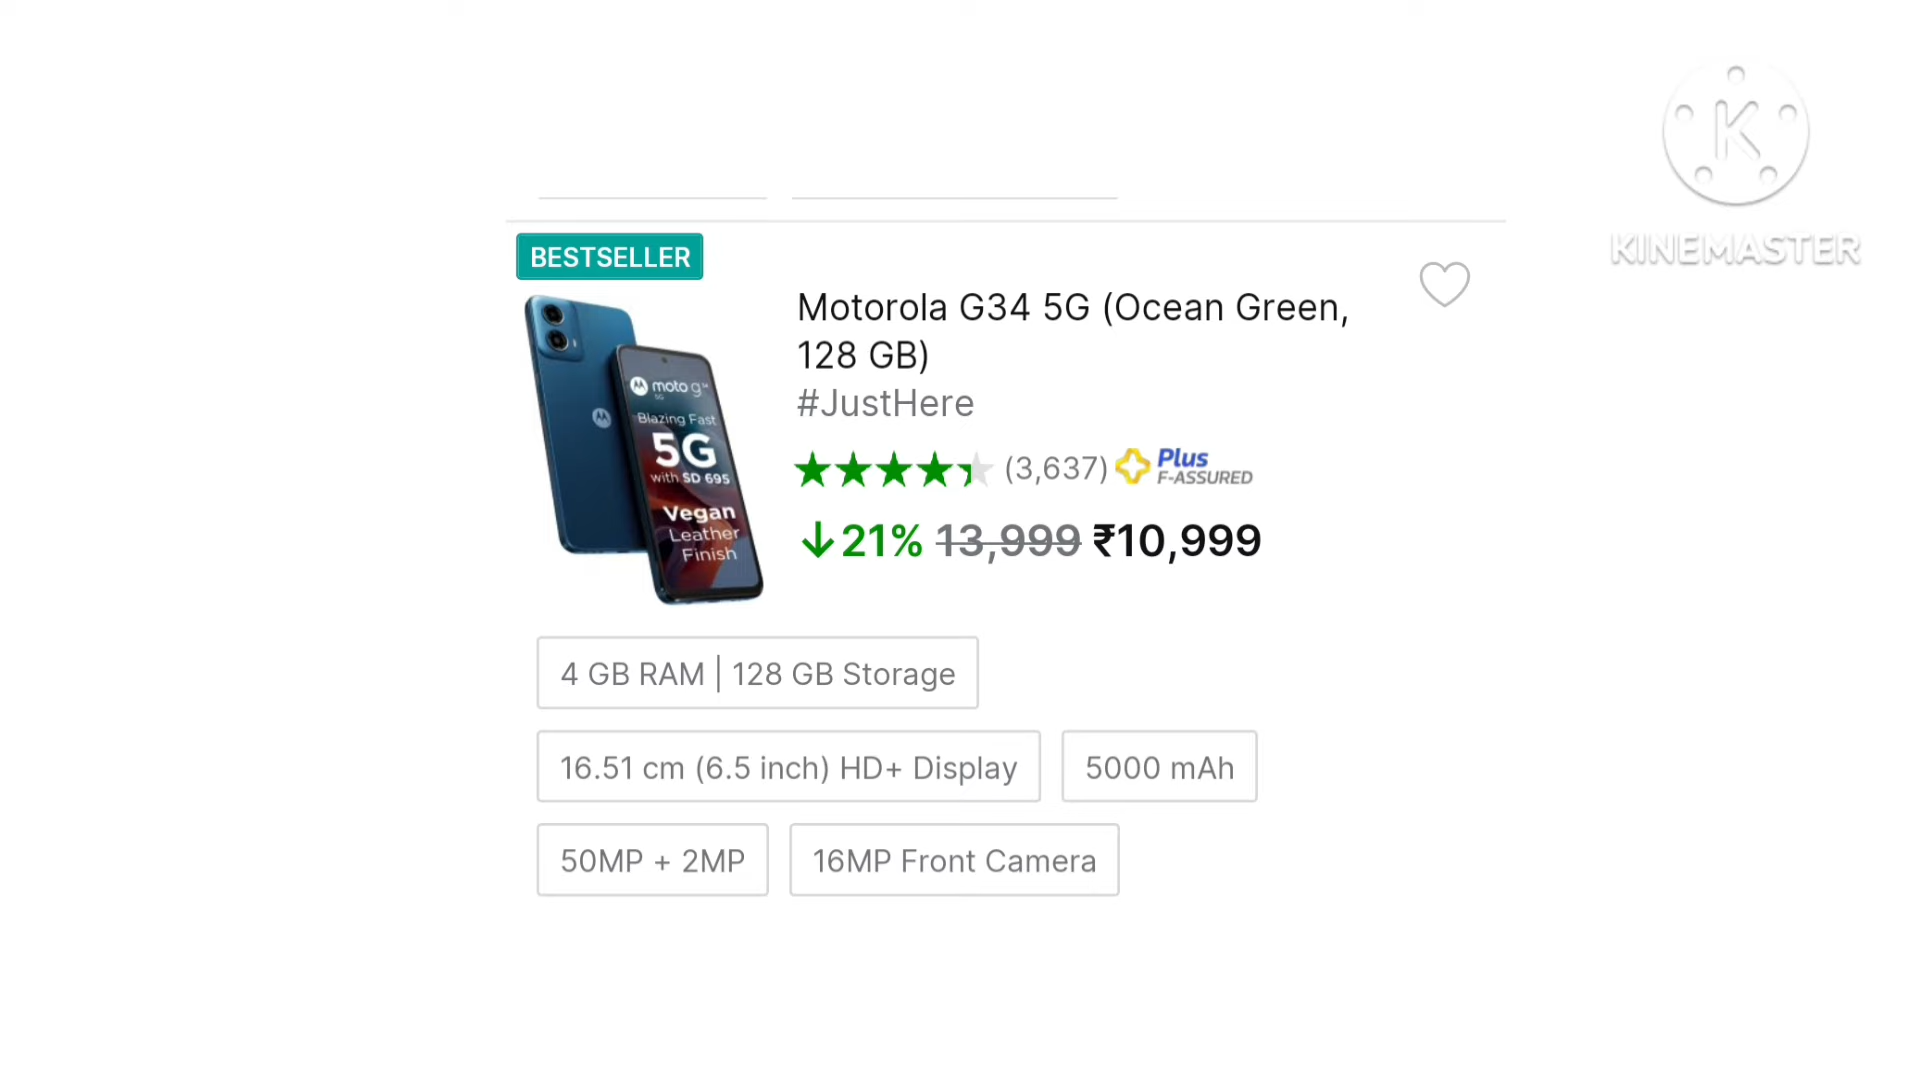 KINEMASTER
BESTSELLER
Motorola G34 5G (Ocean Green,
128 GB)
#JustHere
(3,637) Plus
F-ASSURED
↓21% 13,999 ₹10,999
moto g34
5G
Blazing Fast
5G
with SD 695
Vegan
Leather
Finish
4 GB RAM | 128 GB Storage
16.51 cm (6.5 inch) HD+ Display
5000 mAh
50MP + 2MP
16MP Front Camera